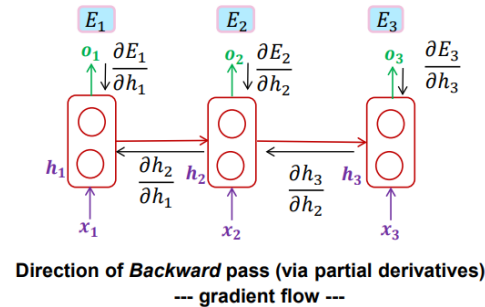 E₁ E₂ E₃
o₁ ∂E₁/∂h₁ o₂ ∂E₂/∂h₂ o₃ ∂E₃/∂h₃
h₁ ∂h₂/∂h₁ h₂ ∂h₃/∂h₂ h₃
x₁ x₂ x₃
Direction of Backward pass (via partial derivatives)
--- gradient flow ---